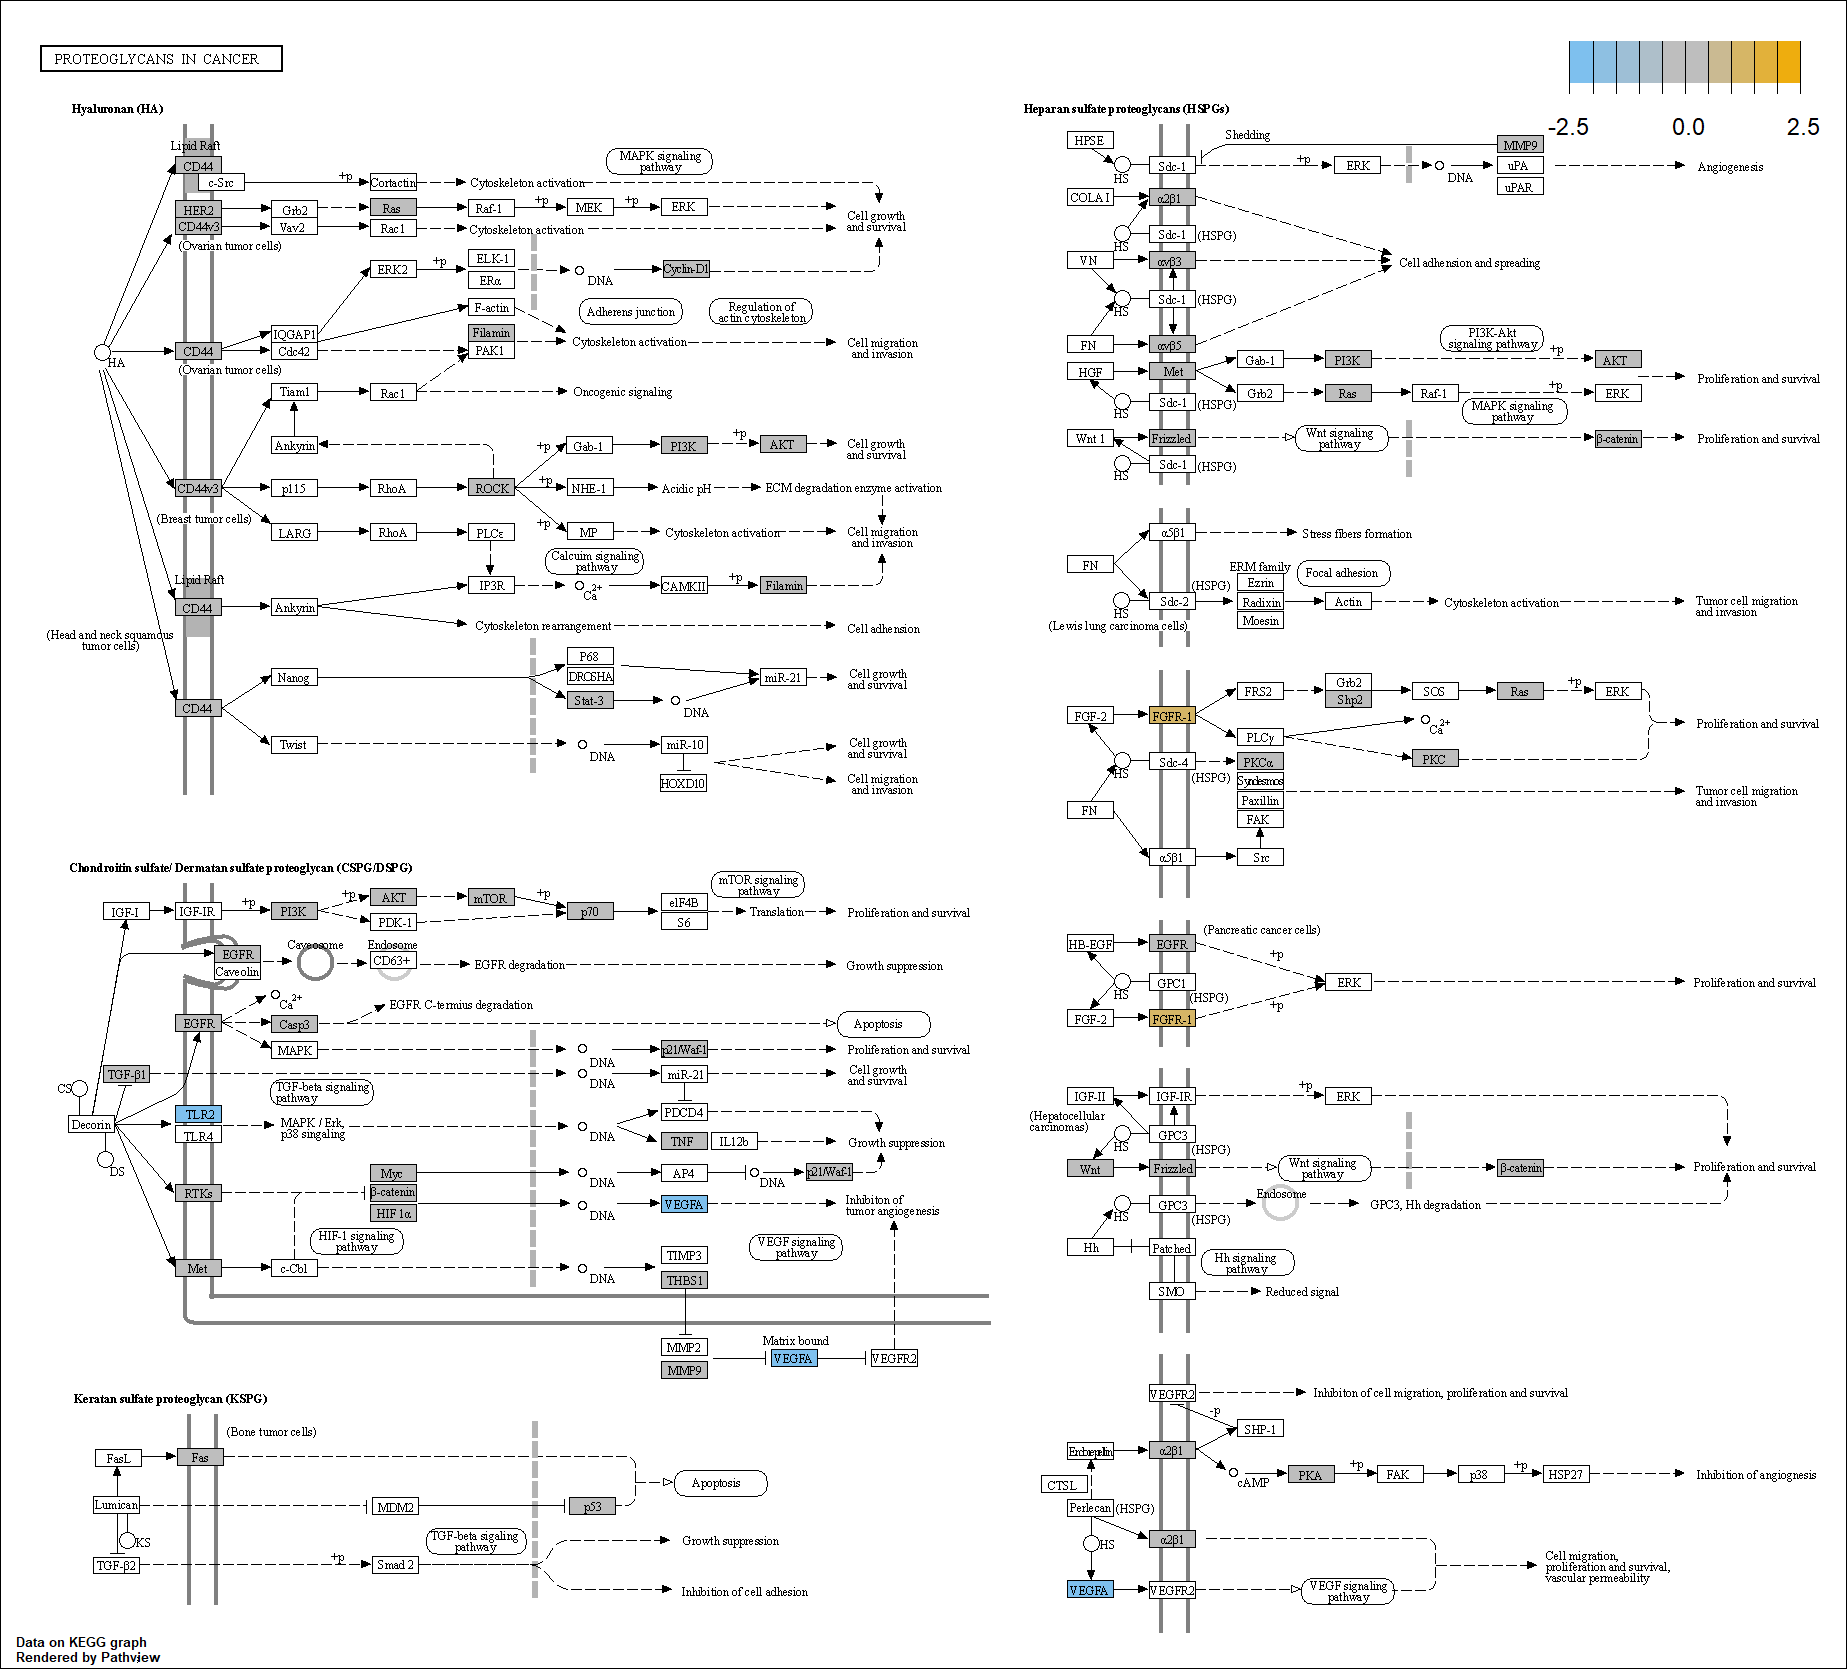 PROTEOGLYCANS IN CANCER
-2.5 0.0 2.5
Hyaluronan (HA)
Lipid Raft
CD44
c-Src
+p
Cortactin
Cytoskeleton activation
MAPK signaling
pathway
HER2
Grb2
Ras
Raf-1
+p
MEK
+p
ERK
Cell growth
and survival
CD44v3
Vav2
Rac1
Cytoskeleton activation
(Ovarian tumor cells)
ERK2
+p
ELK-1
ERα
DNA
Cyclin-D1
F-actin
Adherens junction
Regulation of
actin cytoskeleton
HA
CD44
IQGAP1
Cdc42
Filamin
PAK1
Cytoskeleton activation
Cell migration
and invasion
(Ovarian tumor cells)
Tiam1
Rac1
Oncogenic signaling
Ankyrin
+p
Gab-1
PI3K
+p
AKT
Cell growth
and survival
CD44v3
p115
RhoA
ROCK
+p
NHE-1
Acidic pH
ECM degradation enzyme activation
(Breast tumor cells)
LARG
RhoA
PLCε
+p
MP
Cytoskeleton activation
Cell migration
and invasion
Calcuim signaling
pathway
Lipid Raft
CD44
Ankyrin
IP3R
Ca2+
CAMKII
+p
Filamin
(Head and neck squamous
tumor cells)
Cytoskeleton rearrangement
Cell adhesion
Nanog
P68
DROSHA
Stat-3
DNA
miR-21
Cell growth
and survival
CD44
Twist
DNA
miR-10
HOXD10
Cell growth
and survival
Cell migration
and invasion
Chondroitin sulfate/ Dermatan sulfate proteoglycan (CSPG/DSPG)
IGF-I
IGF-IR
+p
PI3K
+p
AKT
PDK-1
mTOR
+p
p70
eIF4B
S6
mTOR signaling
pathway
Translation
Proliferation and survival
EGFR
Caveolin
Caveosome
Endosome
CD63+
EGFR degradation
Growth suppression
Ca2+
EGFR C-termius degradation
EGFR
Casp3
Apoptosis
MAPK
DNA
p21/Waf-1
Proliferation and survival
TGF-β1
DNA
miR-21
Cell growth
and survival
CS
TGF-beta signaling
pathway
Decorin
DS
TLR2
TLR4
MAPK / Erk,
p38 singaling
DNA
PDCD4
TNF
IL12b
Growth suppression
RTKs
Myc
β-catenin
HIF 1α
DNA
AP4
DNA
p21/Waf-1
DNA
VEGFA
Inhibiton of
tumor angiogenesis
HIF-1 signaling
pathway
VEGF signaling
pathway
Met
c-Cbl
DNA
TIMP3
THBS1
MMP2
MMP9
Matrix bound
VEGFA
VEGFR2
Keratan sulfate proteoglycan (KSPG)
(Bone tumor cells)
FasL
Fas
Apoptosis
Lumican
MDM2
p53
KS
TGF-beta sigaling
pathway
Growth suppression
TGF-β2
+p
Smad 2
Inhibition of cell adhesion
Heparan sulfate proteoglycans (HSPGs)
HPSE
HS
Sdc-1
Shedding
+p
ERK
DNA
MMP9
uPA
uPAR
Angiogenesis
COLA I
α2β1
HS
Sdc-1
(HSPG)
VN
αvβ3
Cell adhension and spreading
HS
Sdc-1
(HSPG)
FN
αvβ5
HGF
Met
Gab-1
PI3K
PI3K-Akt
signaling pathway
+p
AKT
Proliferation and survival
HS
Sdc-1
(HSPG)
Grb2
Ras
Raf-1
+p
ERK
MAPK signaling
pathway
Wnt 1
Frizzled
Wnt signaling
pathway
β-catenin
Proliferation and survival
HS
Sdc-1
(HSPG)
α5β1
Stress fibers formation
FN
HS
Sdc-2
(HSPG)
ERM family
Ezrin
Radixin
Moesin
Focal adhesion
Actin
Cytoskeleton activation
Tumor cell migration
and invasion
(Lewis lung carcinoma cells)
FGF-2
FGFR-1
FRS2
Grb2
Shp2
SOS
Ras
+p
ERK
Proliferation and survival
PLCγ
Ca2+
PKC
HS
Sdc-4
(HSPG)
PKCα
Syndesmos
Paxillin
FAK
Src
Tumor cell migration
and invasion
FN
α5β1
HB-EGF
EGFR
(Pancreatic cancer cells)
+p
HS
GPC1
(HSPG)
ERK
Proliferation and survival
FGF-2
FGFR-1
+p
IGF-II
IGF-IR
+p
ERK
(Hepatocellular
carcinomas)
HS
GPC3
(HSPG)
Wnt
Frizzled
Wnt signaling
pathway
β-catenin
Proliferation and survival
HS
GPC3
(HSPG)
Endosome
GPC3, Hh degradation
Hh
Patched
Hh signaling
pathway
SMO
Reduced signal
VEGFR2
Inhibiton of cell migration, proliferation and survival
-p
SHP-1
α2β1
cAMP
PKA
+p
FAK
p38
+p
HSP27
Inhibition of angiognesis
CTSL
Perlecan
(HSPG)
HS
α2β1
VEGFA
VEGFR2
VEGF signaling
pathway
Cell migration,
proliferation and survival,
vascular permeability
Data on KEGG graph
Rendered by Pathview